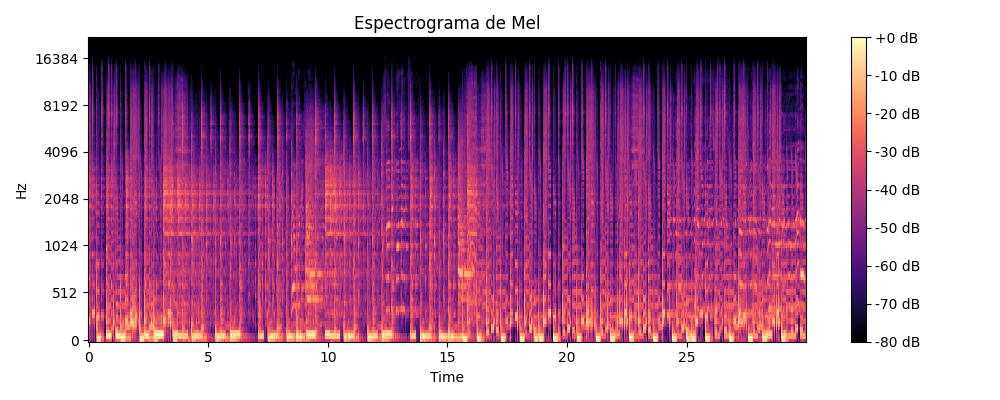 Espectrograma de Mel
Hz
16384
8192
4096
2048
1024
512
0
0 5 10 15 20 25
Time
+0 dB
-10 dB
-20 dB
-30 dB
-40 dB
-50 dB
-60 dB
-70 dB
-80 dB